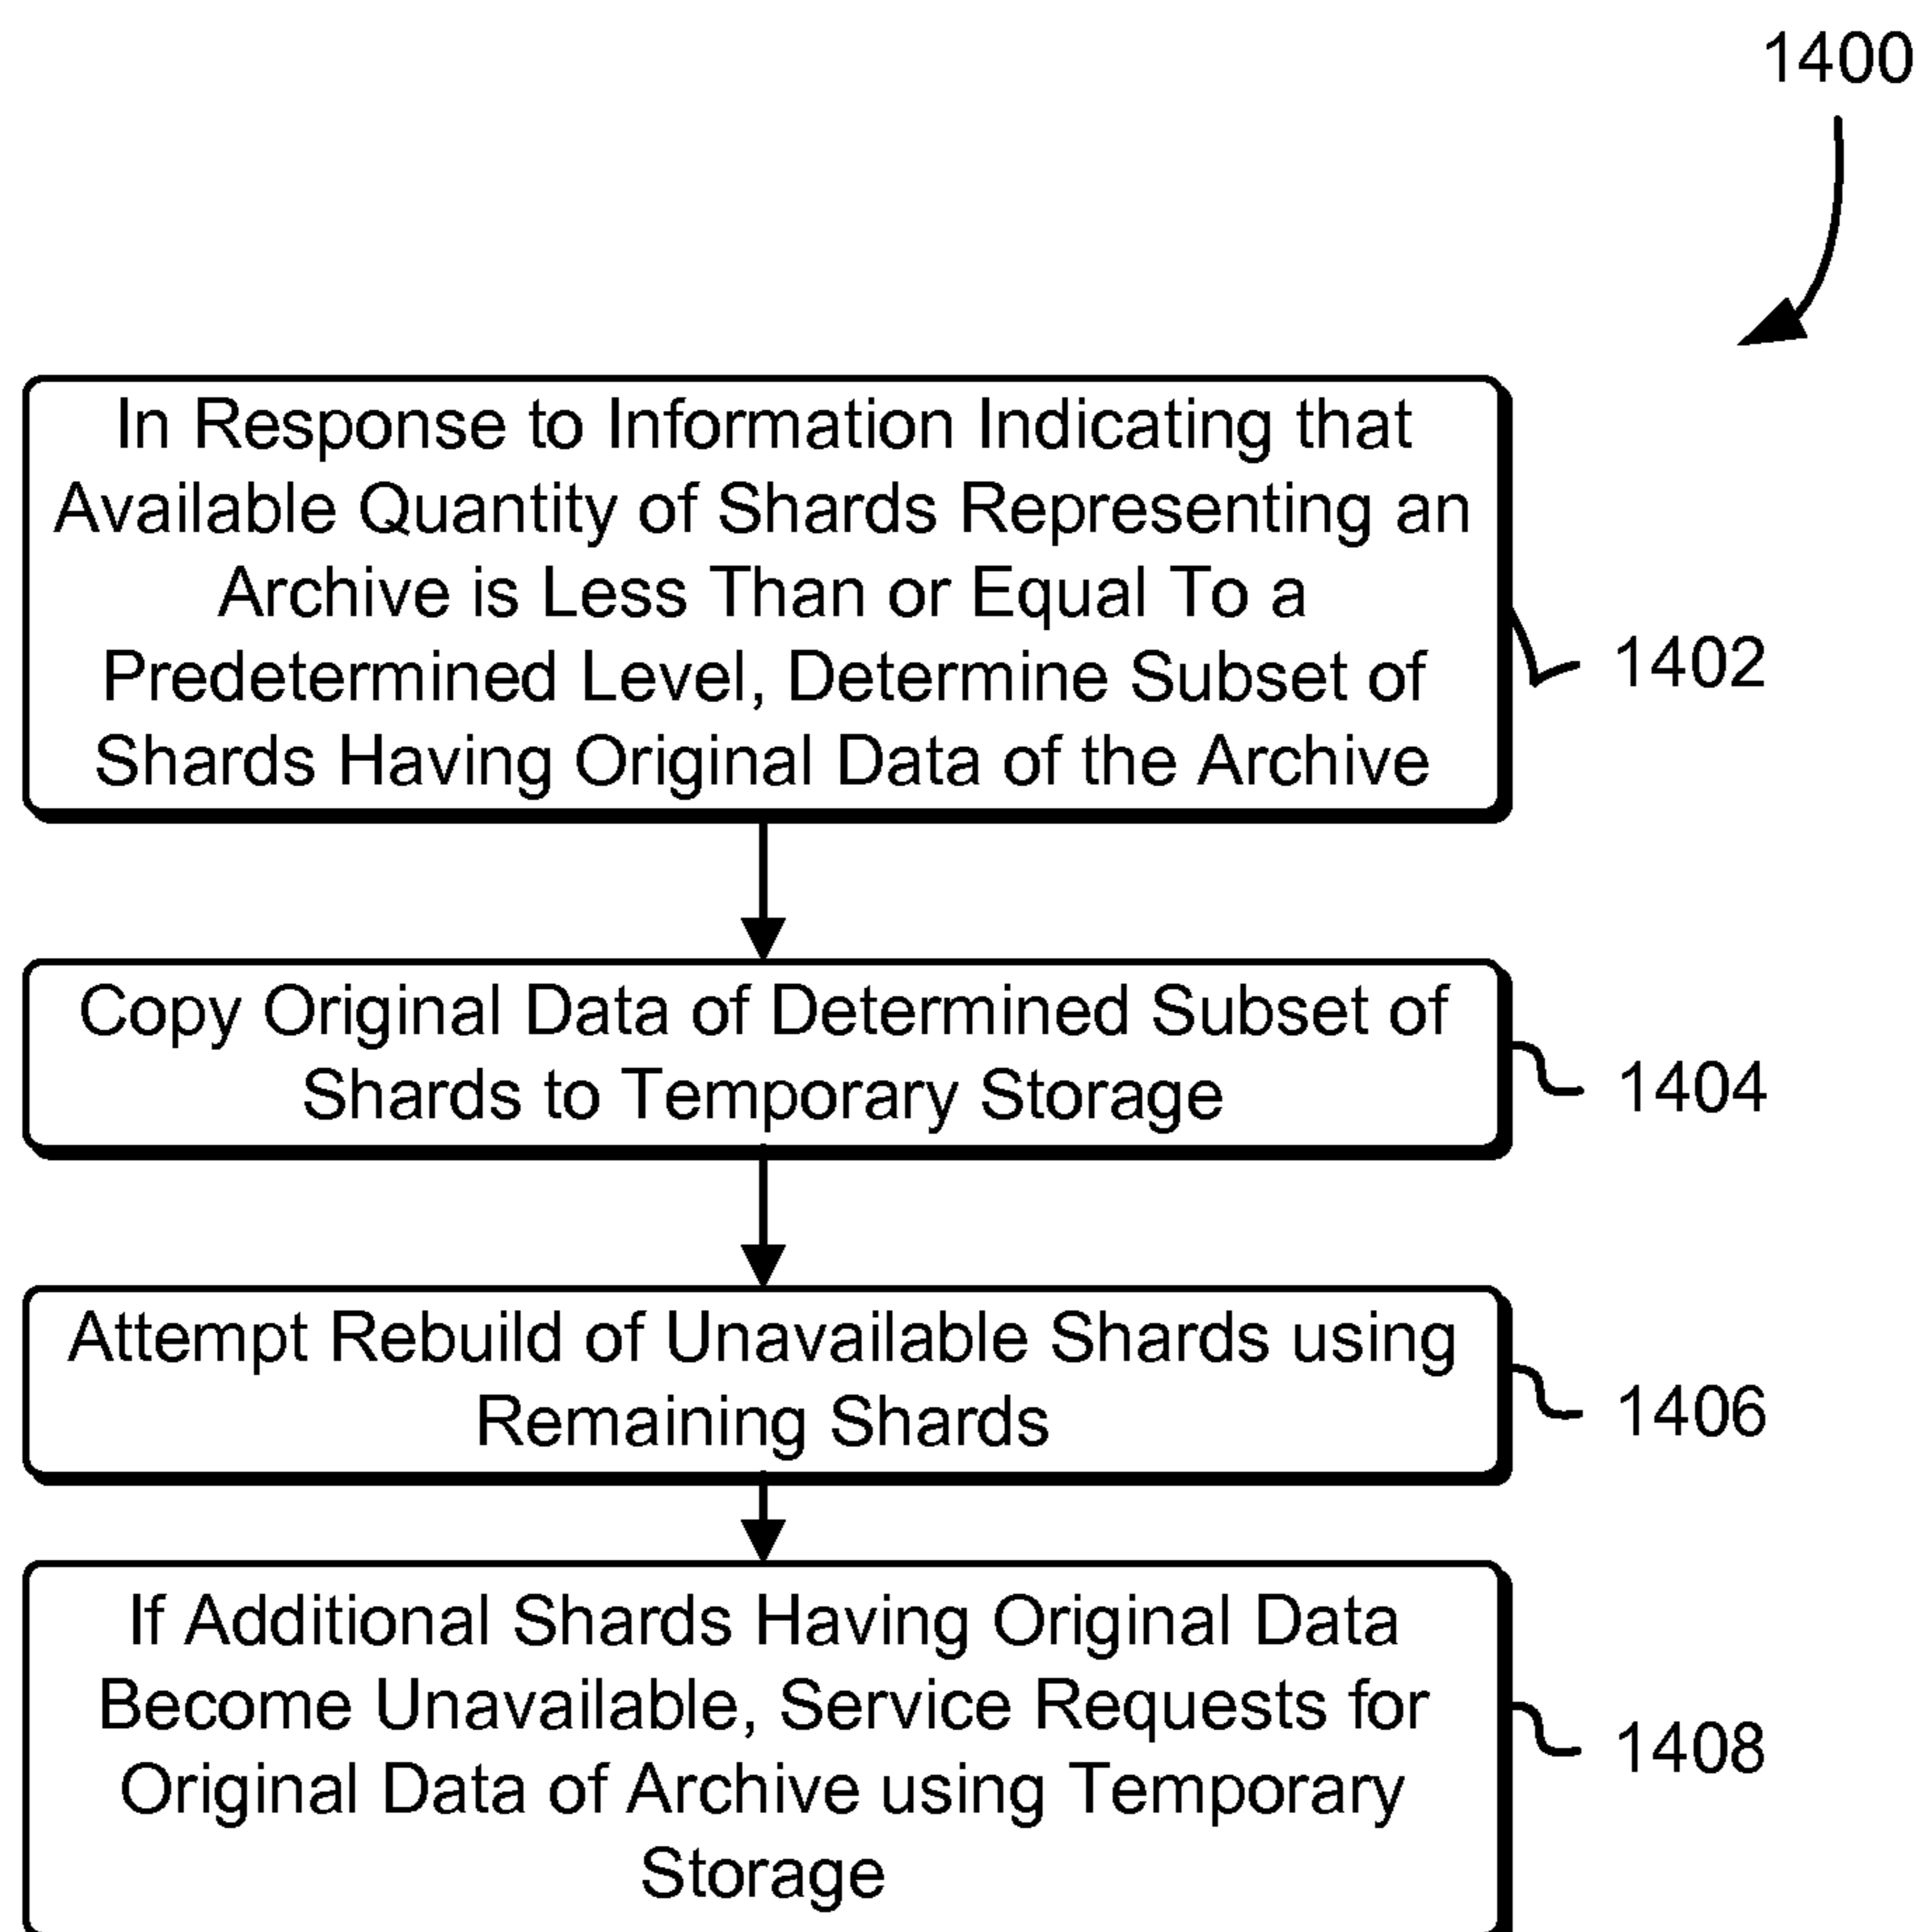 1400
In Response to Information Indicating that
Available Quantity of Shards Representing an
Archive is Less Than or Equal To a
Predetermined Level, Determine Subset of
Shards Having Original Data of the Archive
1402
Copy Original Data of Determined Subset of
Shards to Temporary Storage
1404
Attempt Rebuild of Unavailable Shards using
Remaining Shards
1406
If Additional Shards Having Original Data
Become Unavailable, Service Requests for
Original Data of Archive using Temporary
Storage
1408